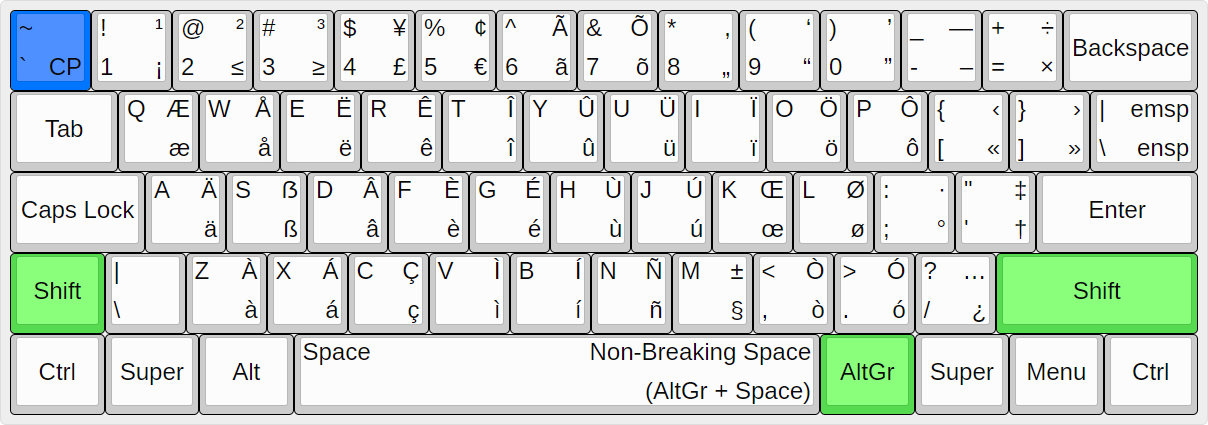 ~ ! ¹ @ ² # ³ $ ¥ % ¢ ^ Ã & Õ * ‚ ( ‘ ) ’ _ — + ÷ Backspace
` CP 1 ¡ 2 ≤ 3 ≥ 4 £ 5 € 6 ã 7 õ 8 „ 9 “ 0 ” - – = ×
Tab Q Æ W Å E Ë R Ê T Î Y Û U Ü I Ï O Ö P Ô { ‹ } › | emsp
æ å ë ê î û ü ï ö ô [ « ] » \ ensp
Caps Lock A Ä S ẞ D Â F È G É H Ù J Ú K Œ L Ø : · " ‡ Enter
ä ß â è é ù ú œ ø ; ° ' †
Shift | Z À X Á C Ç V Ì B Í N Ñ M ± < Ò > Ó ? … Shift
\ à á ç ì í ñ § , ò . ó / ¿
Ctrl Super Alt Space Non-Breaking Space AltGr Super Menu Ctrl
(AltGr + Space)